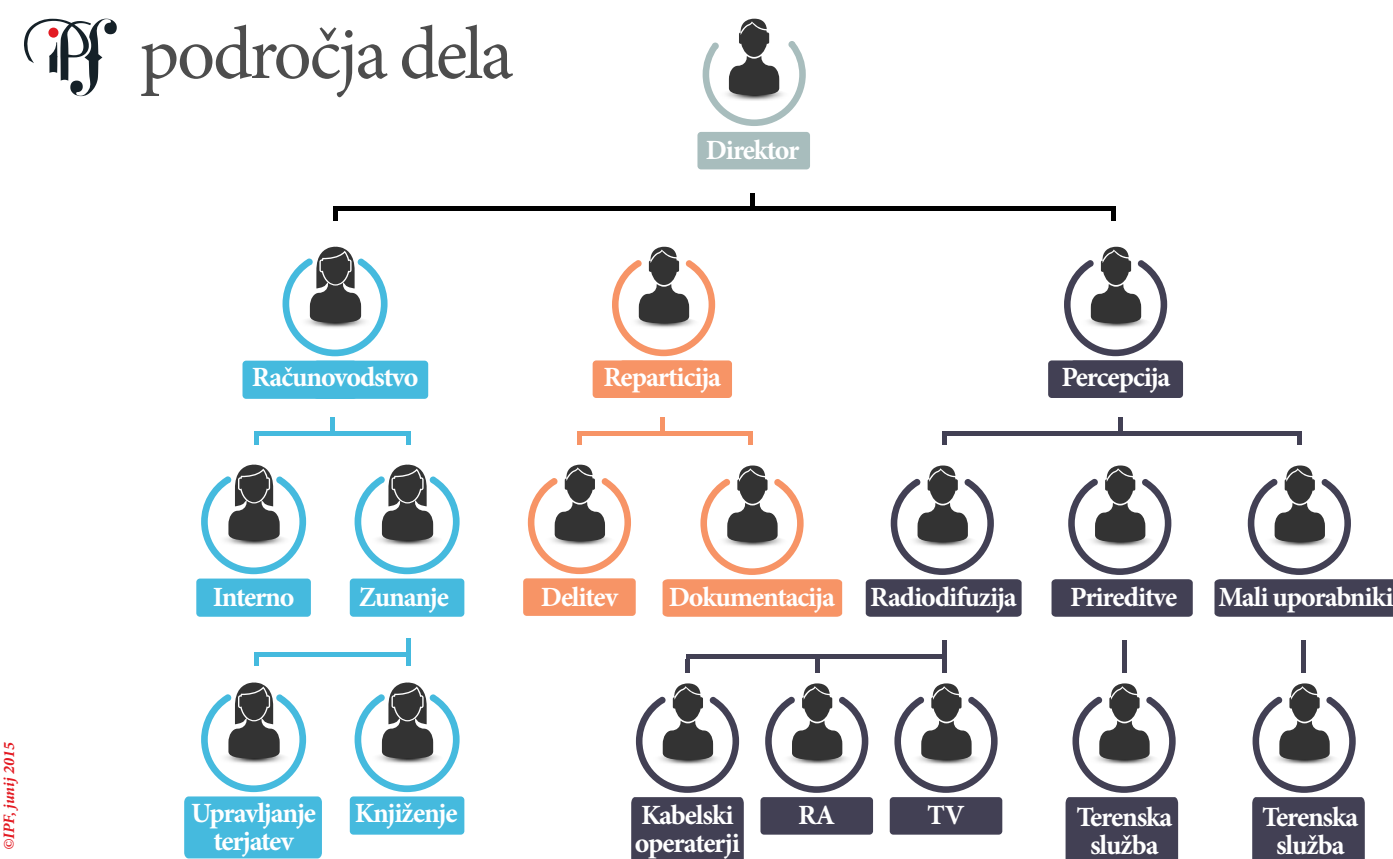 ipf područja dela
Direktor
Računovodstvo
Reparticija
Percepcija
Interno
Zunanje
Delitev
Dokumentacija
Radiodifuzija
Prireditve
Mali uporabniki
Upravljanje
terjatev
Knjiženje
Kabelski
operaterji
RA
TV
Terenska
služba
Terenska
služba
©IPF, junij 2015